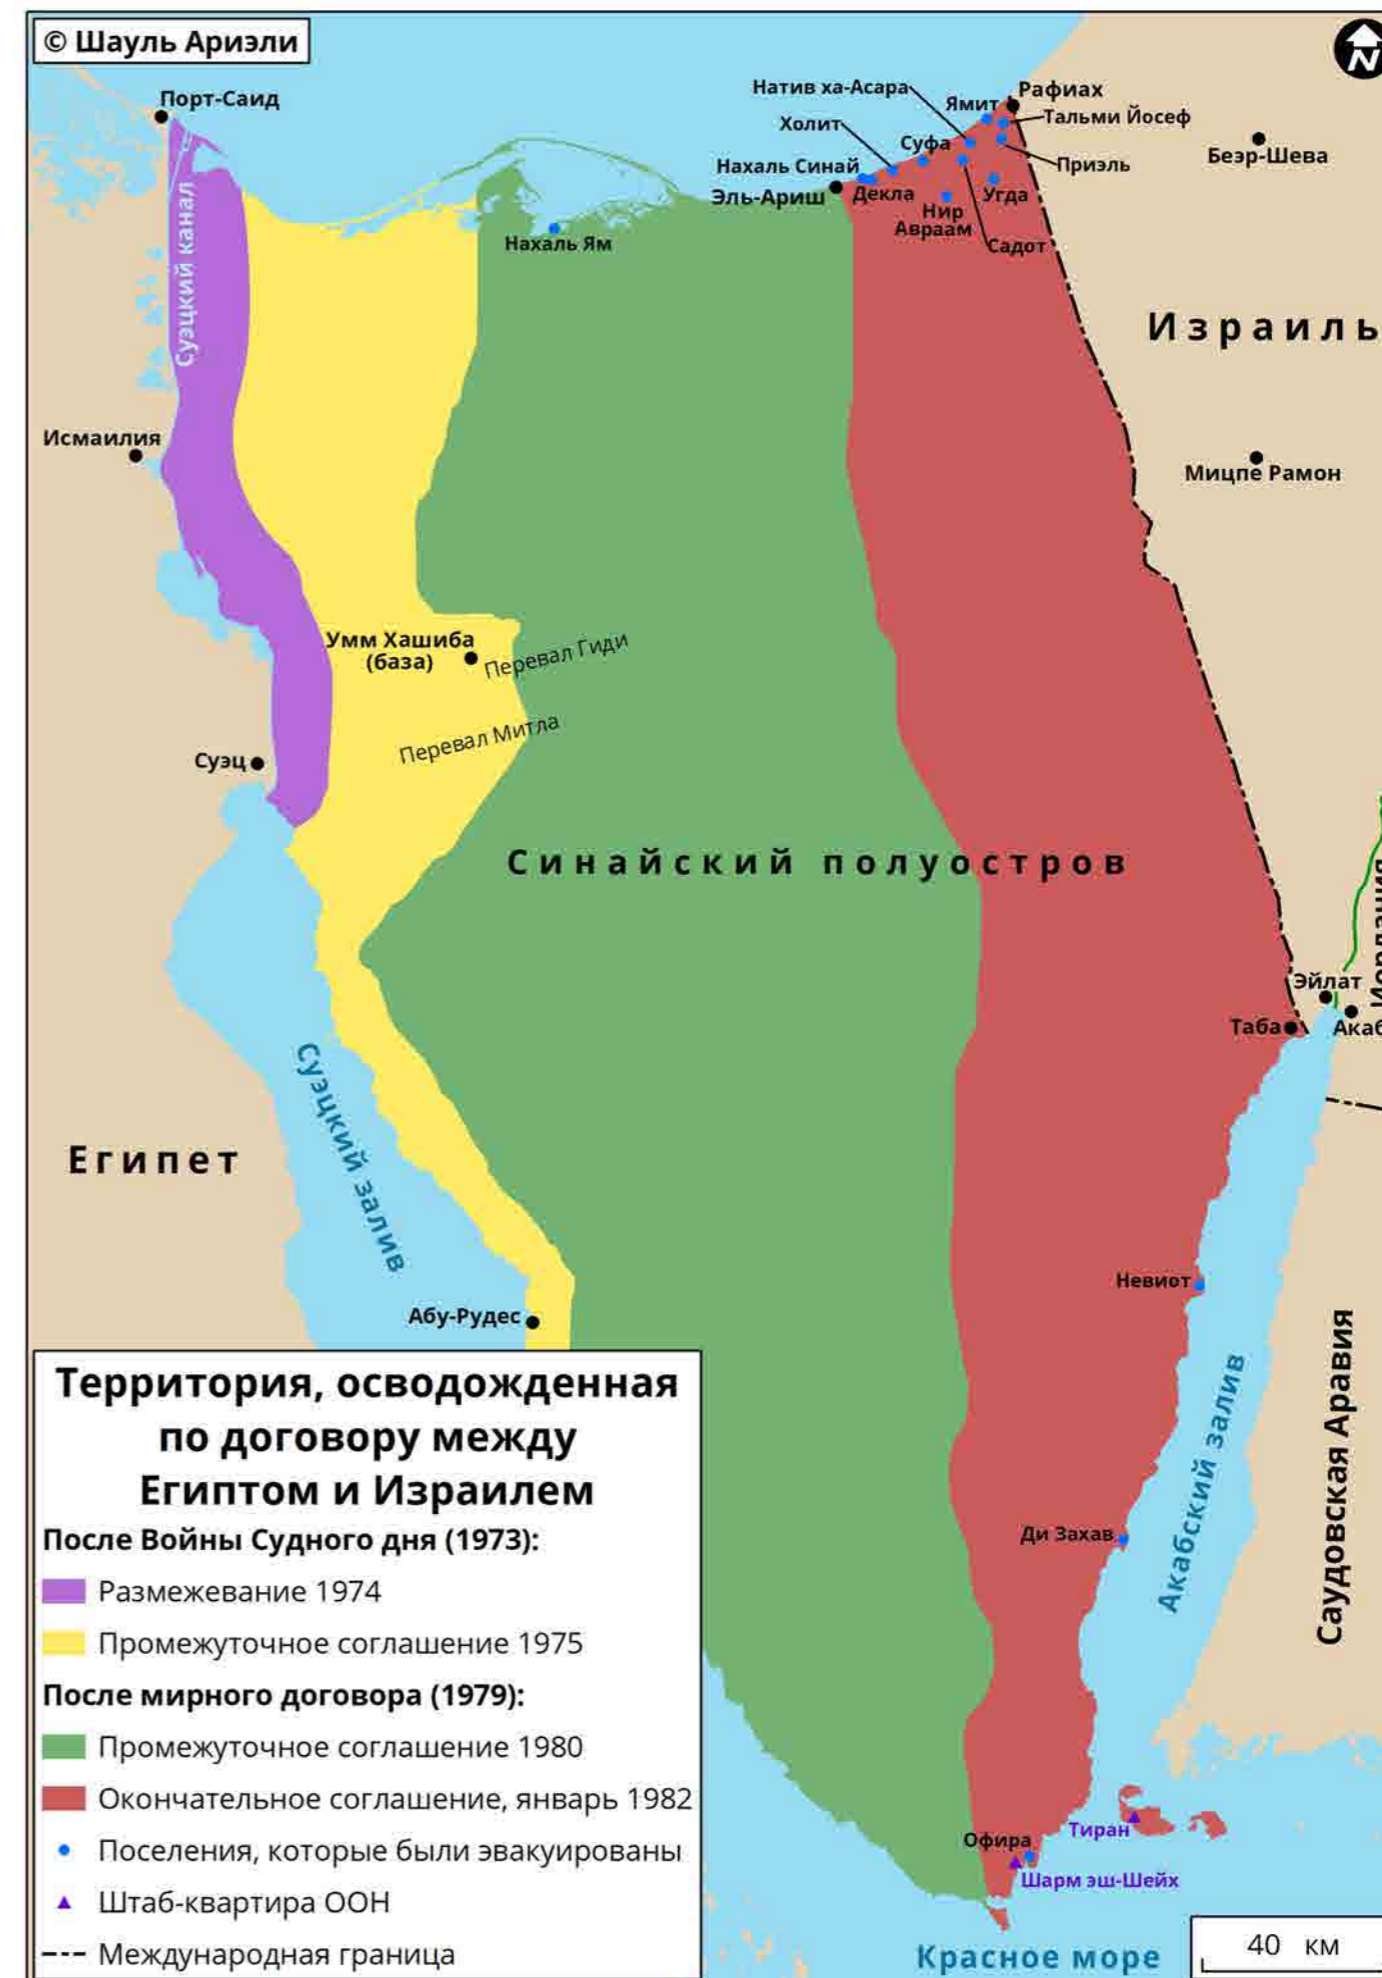 © Шауль Ариэли
N
Порт-Саид
Натив ха-Асара
Рафиах
Ямит
Тальми Йосеф
Холит
Суфа
Приэль
Беэр-Шева
Нахаль Синай
Эль-Ариш
Декла
Угда
Нир
Авраам
Садот
Нахаль Ям
Суэцкий канал
Израиль
Исмаилия
Мицпе Рамон
Умм Хашиба
(база)
Перевал Гиди
Перевал Митла
Суэц
Синайский полуостров
Иордания
Эйлат
Таба
Акаб
Суэцкий залив
Египет
Невиот
Абу-Рудес
Саудовская Аравия
Акабский залив
Ди Захав
Территория, осводожденная
по договору между
Египтом и Израилем
После Войны Судного дня (1973):
Размежевание 1974
Промежуточное соглашение 1975
После мирного договора (1979):
Промежуточное соглашение 1980
Окончательное соглашение, январь 1982
Поселения, которые были эвакуированы
Штаб-квартира ООН
Международная граница
Тиран
Офира
Шарм эш-Шейх
Красное море
40 км